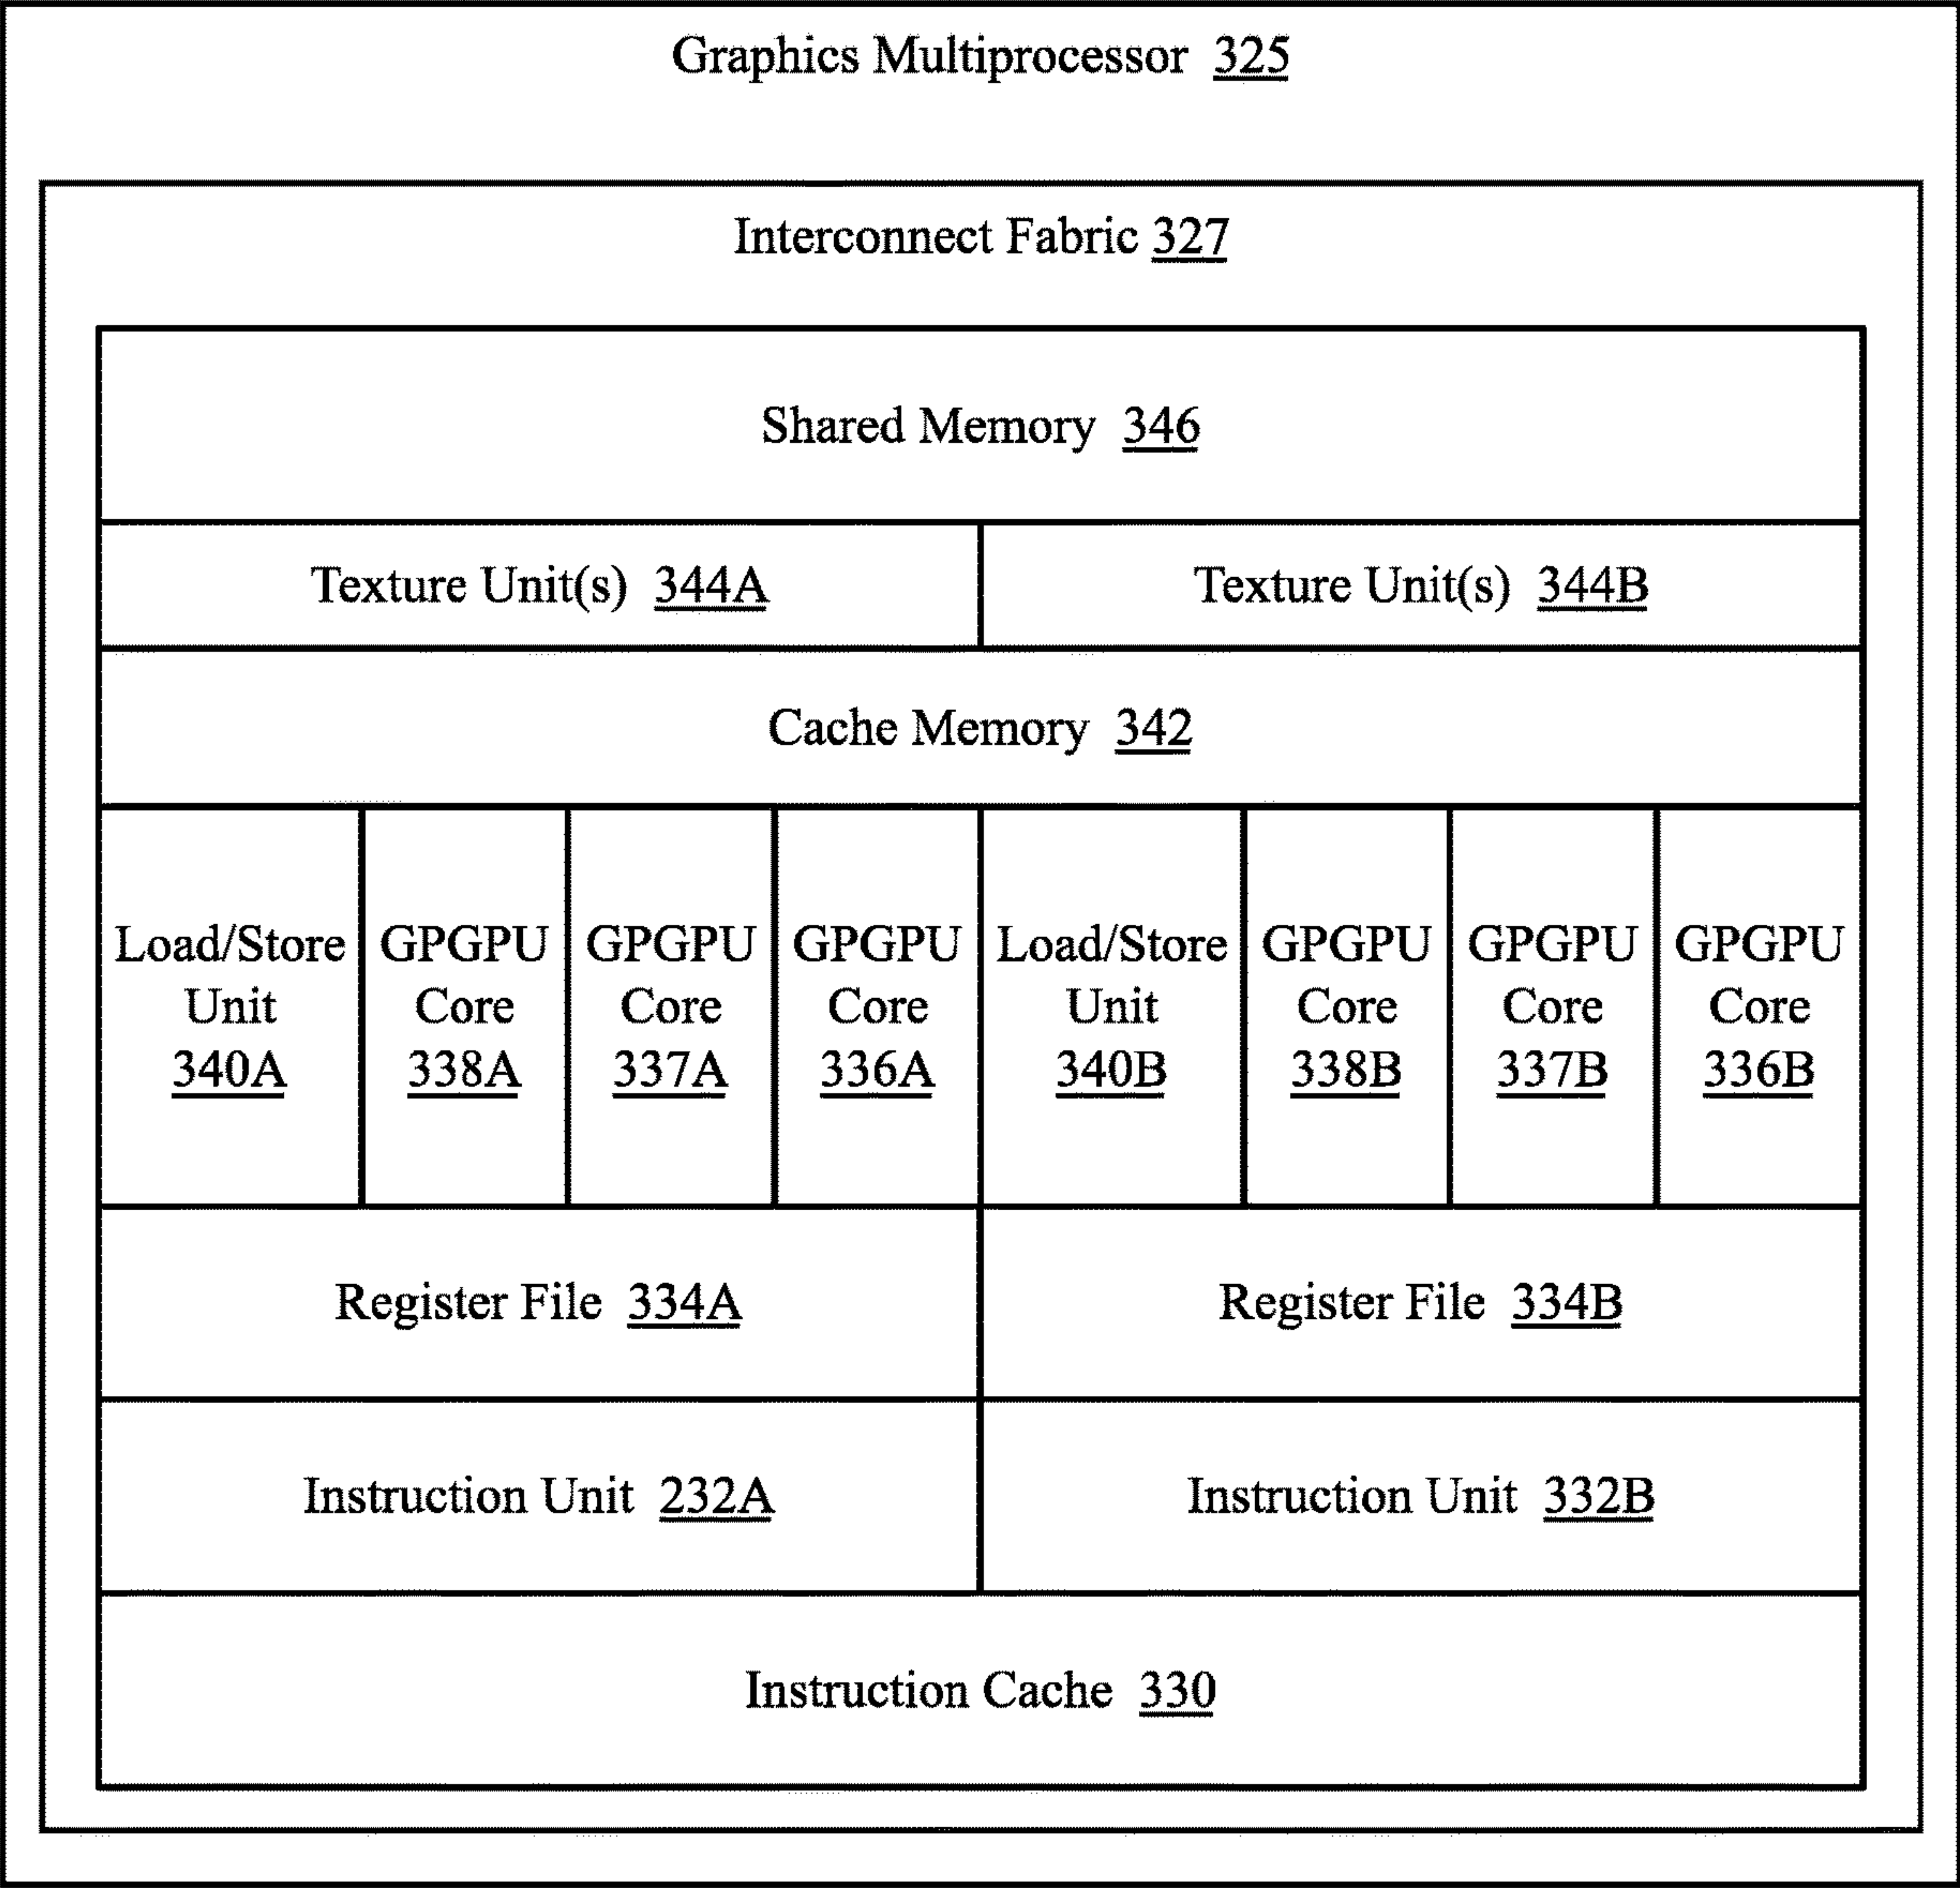 Graphics Multiprocessor 325
Interconnect Fabric 327
Shared Memory 346
Texture Unit(s) 344A
Texture Unit(s) 344B
Cache Memory 342
Load/Store
Unit
340A
GPGPU
Core
338A
GPGPU
Core
337A
GPGPU
Core
336A
Load/Store
Unit
340B
GPGPU
Core
338B
GPGPU
Core
337B
GPGPU
Core
336B
Register File 334A
Register File 334B
Instruction Unit 232A
Instruction Unit 332B
Instruction Cache 330